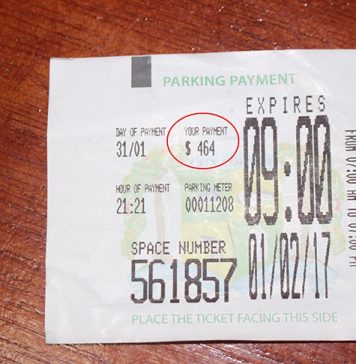 PARKING PAYMENT
EXPIRES
DAY OF PAYMENT
31/01
YOUR PAYMENT
$ 464
09:00
HOUR OF PAYMENT
21:21
PARKING METER
00011208
SPACE NUMBER
561857
01/02/17
PLACE THE TICKET FACING THIS SIDE